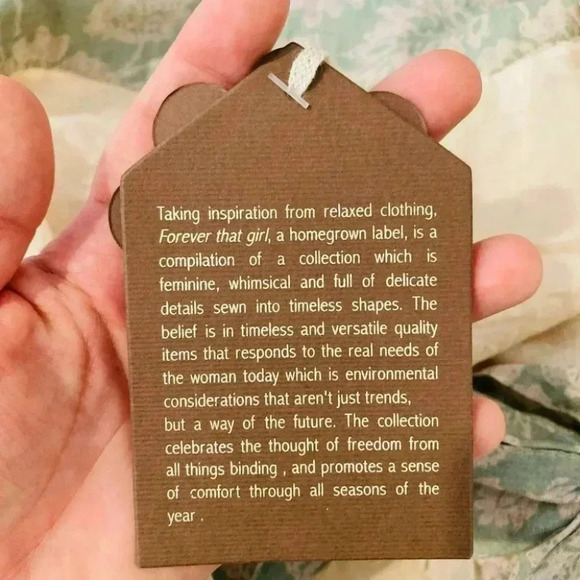 Taking inspiration from relaxed clothing,
Forever that girl, a homegrown label, is a
compilation of a collection which is
feminine, whimsical and full of delicate
details sewn into timeless shapes. The
belief is in timeless and versatile quality
items that responds to the real needs of
the woman today which is environmental
considerations that aren't just trends,
but a way of the future. The collection
celebrates the thought of freedom from
all things binding , and promotes a sense
of comfort through all seasons of the
year .